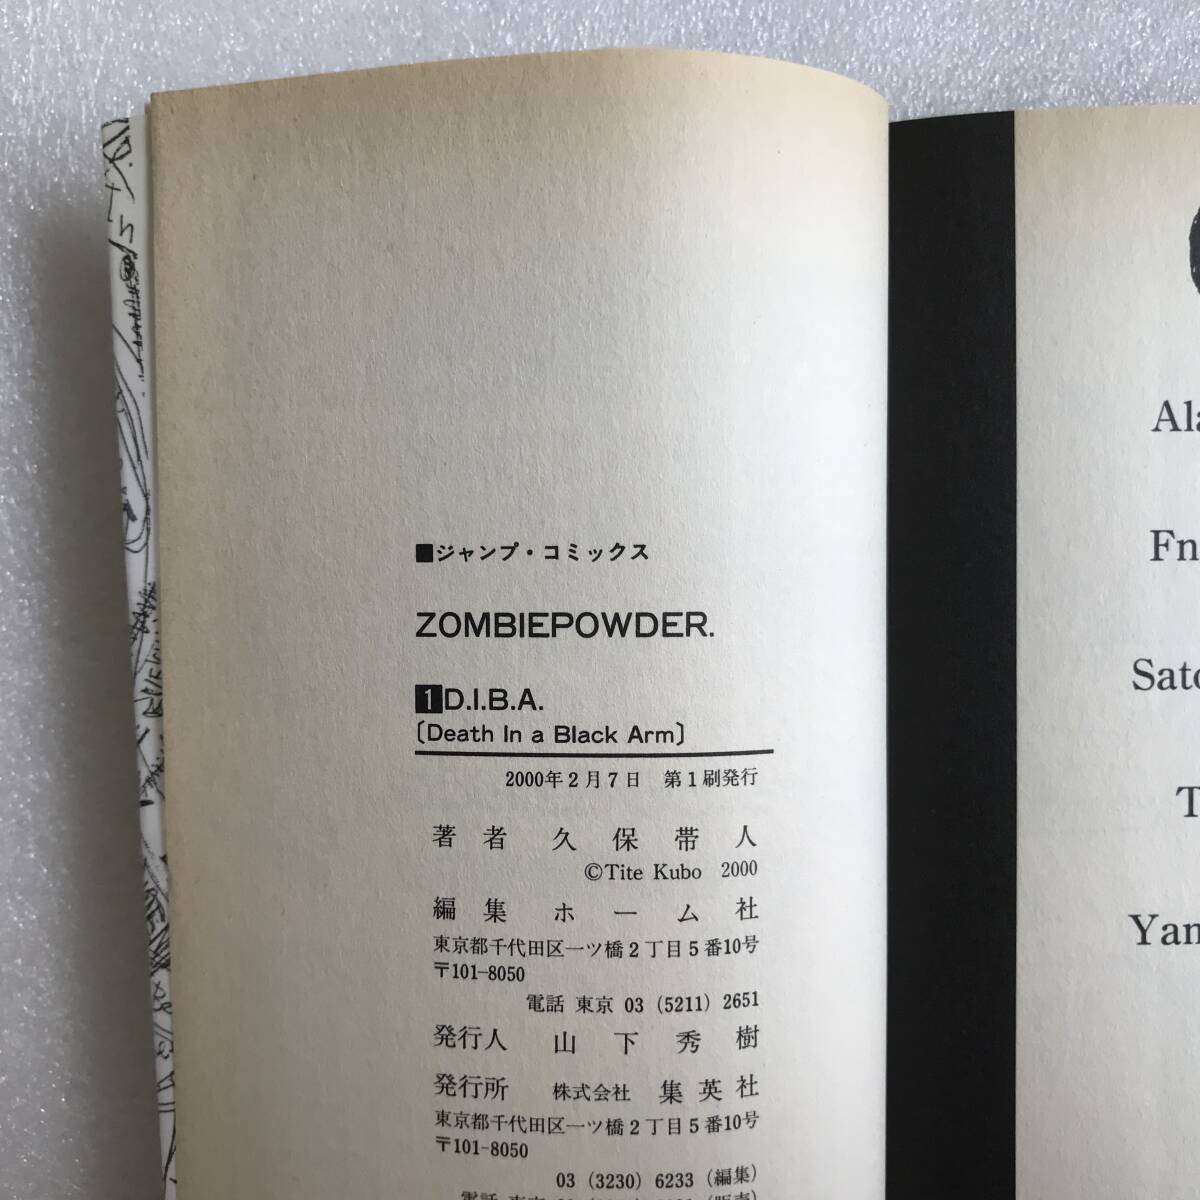 ■ジャンプ・コミックス
ZOMBIEPOWDER.
1 D.I.B.A.
〔Death In a Black Arm〕
2000年2月7日 第1刷発行
著者 久保帯人
©Tite Kubo 2000
編集 ホーム社
東京都千代田区一ツ橋2丁目5番10号
〒101-8050
電話 東京 03 (5211) 2651
発行人 山下秀樹
発行所 株式会社 集英社
東京都千代田区一ツ橋2丁目5番10号
〒101-8050
03 (3230) 6233 (編集)
電話 東京
Ala
Fn
Sato
T
Yan